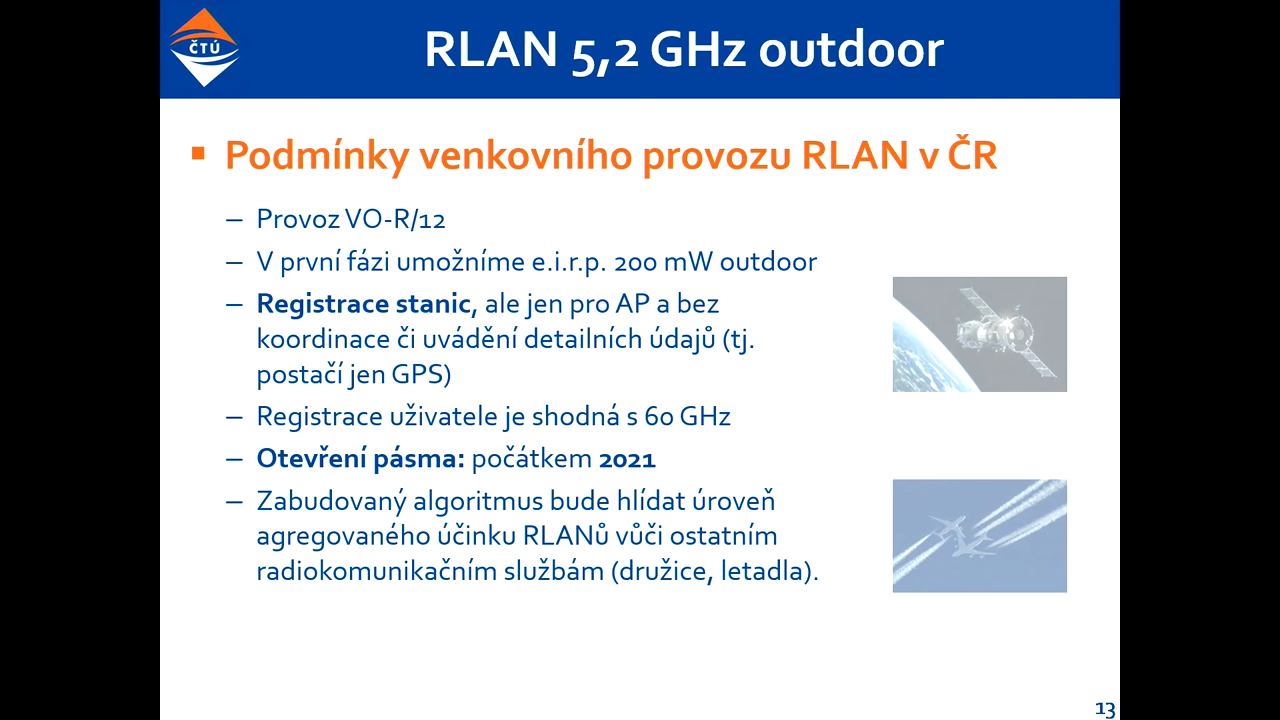 ČTÚ
RLAN 5,2 GHz outdoor
▪ Podmínky venkovního provozu RLAN v ČR
– Provoz VO-R/12
– V první fázi umožníme e.i.r.p. 200 mW outdoor
– Registrace stanic, ale jen pro AP a bez
koordinace či uvádění detailních údajů (tj.
postačí jen GPS)
– Registrace uživatele je shodná s 60 GHz
– Otevření pásma: počátkem 2021
– Zabudovaný algoritmus bude hlídat úroveň
agregovaného účinku RLANů vůči ostatním
radiokomunikačním službám (družice, letadla).
13